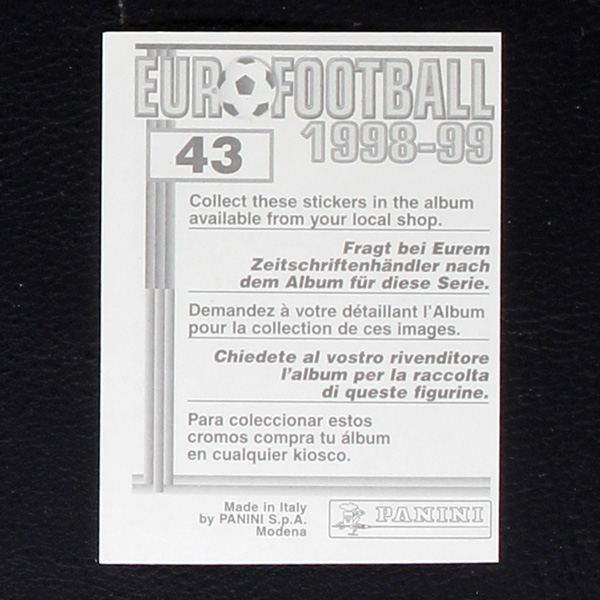 EUROFOOTBALL
1998-99
43
Collect these stickers in the album
available from your local shop.
Fragt bei Eurem
Zeitschriftenhändler nach
dem Album für diese Serie.
Demandez à votre détaillant l'Album
pour la collection de ces images.
Chiedete al vostro rivenditore
l'album per la raccolta
di queste figurine.
Para coleccionar estos
cromos compra tu álbum
en cualquier kiosco.
Made in Italy
by PANINI S.p.A.
Modena
PANINI